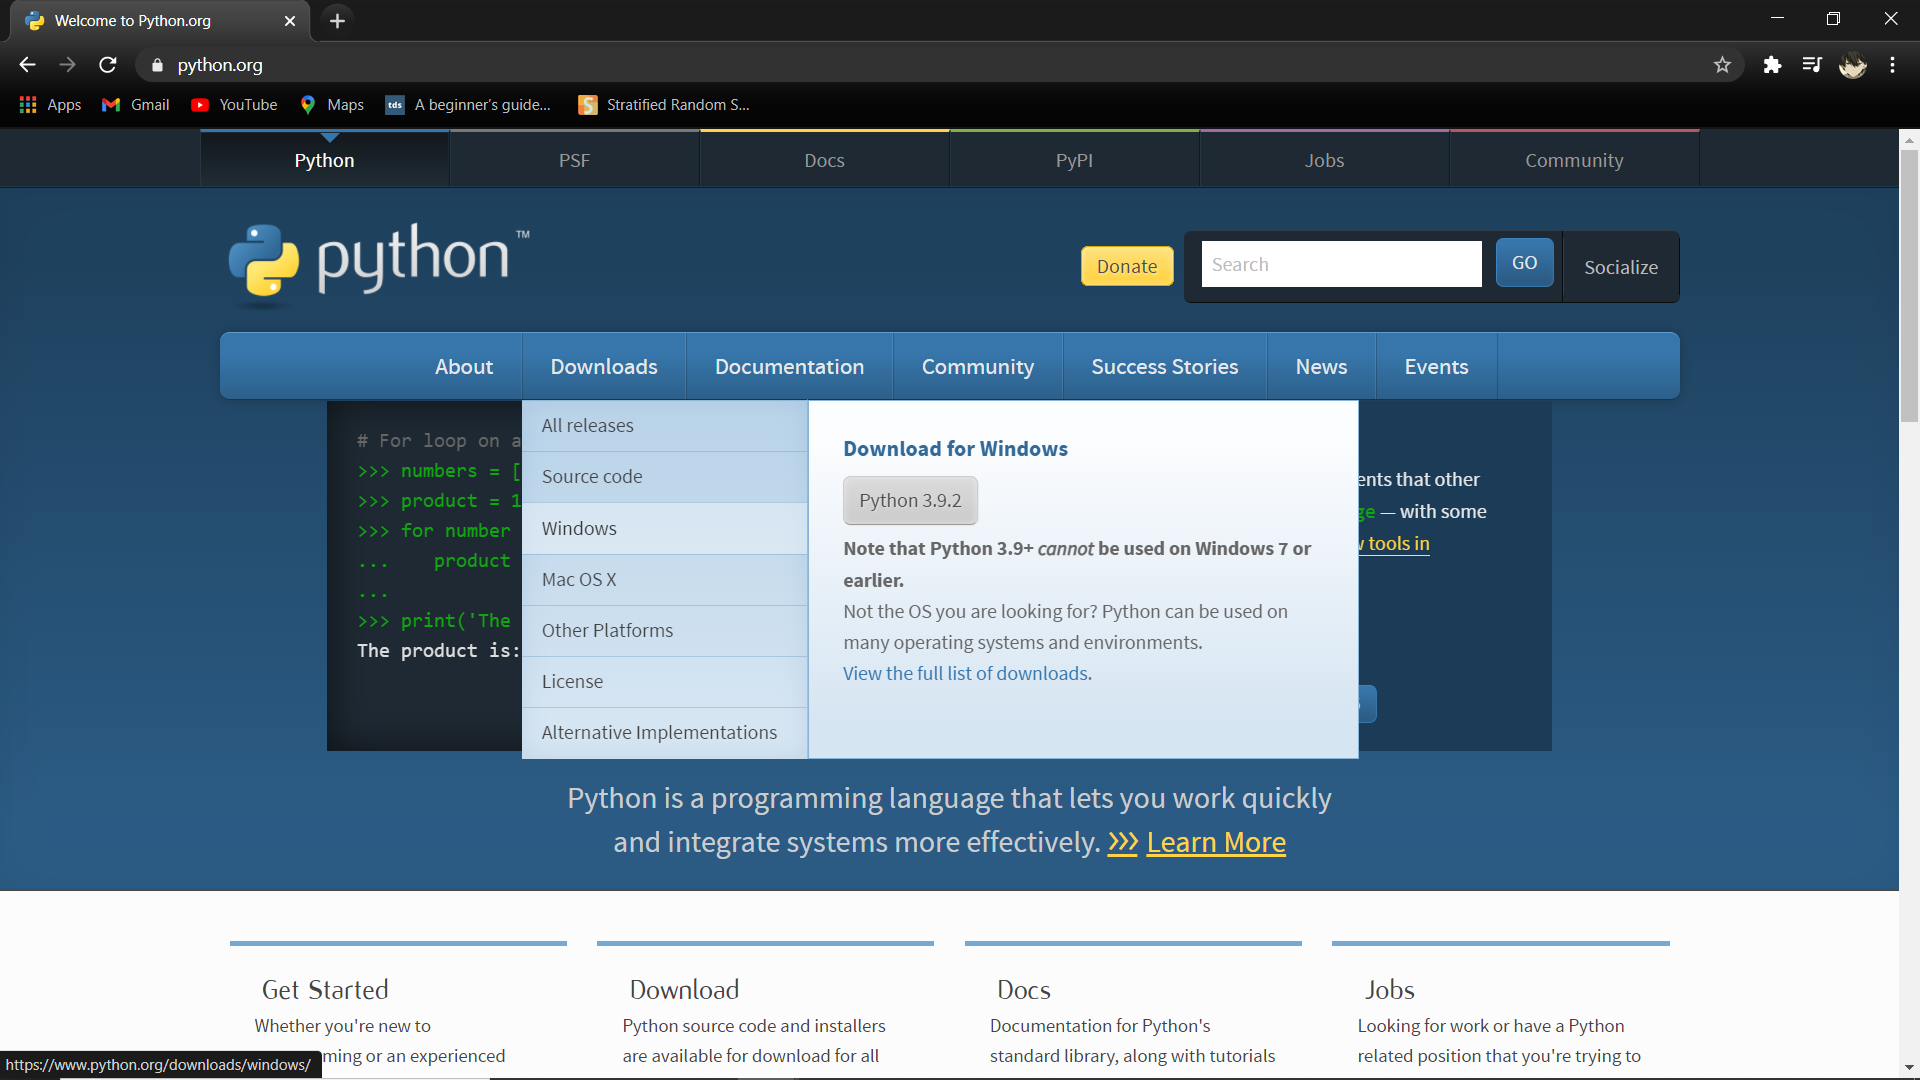 Welcome to Python.org
python.org
Apps
Gmail
YouTube
Maps
tds
A beginner's guide...
Stratified Random S...
Python
PSF
Docs
PyPI
Jobs
Community
python™
Donate
Search
GO
Socialize
About
Downloads
Documentation
Community
Success Stories
News
Events
# For loop on a
>>> numbers = [
>>> product = 1
>>> for number
... product
...
>>> print('The
The product is:
All releases
Source code
Windows
Mac OS X
Other Platforms
License
Alternative Implementations
Download for Windows
Python 3.9.2
Note that Python 3.9+ cannot be used on Windows 7 or
earlier.
Not the OS you are looking for? Python can be used on
many operating systems and environments.
View the full list of downloads.
ents that other
ge — with some
tools in
Python is a programming language that lets you work quickly
and integrate systems more effectively. >>> Learn More
Get Started
Whether you're new to
ming or an experienced
Download
Python source code and installers
are available for download for all
Docs
Documentation for Python's
standard library, along with tutorials
Jobs
Looking for work or have a Python
related position that you're trying to
https://www.python.org/downloads/windows/